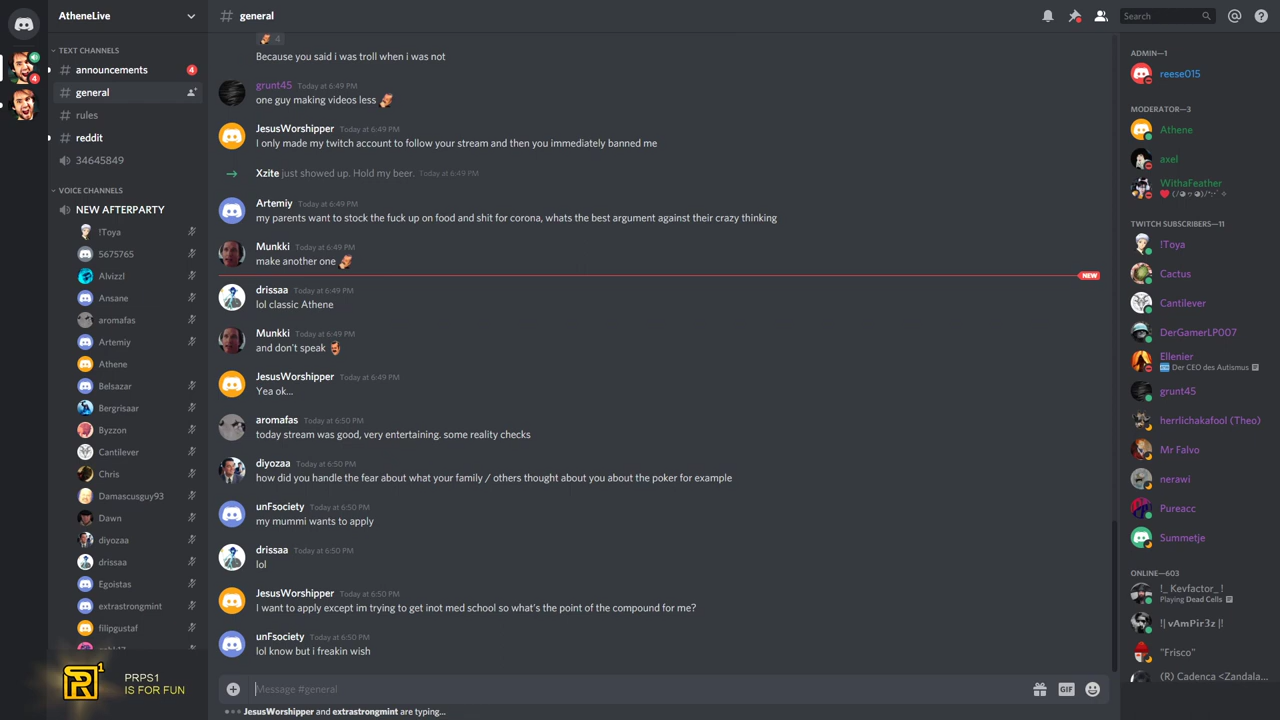 AtheneLive
TEXT CHANNELS
# announcements 4
# general
# rules
# reddit
34645849
VOICE CHANNELS
NEW AFTERPARTY
!Toya
5675765
Alvizzl
Ansane
aromafas
Artemiy
Athene
Belsazar
Bergrisaar
Byzzon
Cantilever
Chris
Damascusguy93
Dawn
diyozaa
drissaa
Egoistas
extrastrongmint
filipgustaf
4
PRPS1
IS FOR FUN
# general
Search
4
Because you said i was troll when i was not
grunt45 Today at 6:49 PM
one guy making videos less
JesusWorshipper Today at 6:49 PM
I only made my twitch account to follow your stream and then you immediately banned me
Xzite just showed up. Hold my beer. Today at 6:49 PM
Artemiy Today at 6:49 PM
my parents want to stock the fuck up on food and shit for corona, whats the best argument against their crazy thinking
Munkki Today at 6:49 PM
make another one
NEW
drissaa Today at 6:49 PM
lol classic Athene
Munkki Today at 6:49 PM
and don't speak
JesusWorshipper Today at 6:49 PM
Yea ok...
aromafas Today at 6:50 PM
today stream was good, very entertaining. some reality checks
diyozaa Today at 6:50 PM
how did you handle the fear about what your family / others thought about you about the poker for example
unFsociety Today at 6:50 PM
my mummi wants to apply
drissaa Today at 6:50 PM
lol
JesusWorshipper Today at 6:50 PM
I want to apply except im trying to get inot med school so what's the point of the compound for me?
unFsociety Today at 6:50 PM
lol know but i freakin wish
Message #general
GIF
JesusWorshipper and extrastrongmint are typing...
ADMIN—1
reese015
MODERATOR—3
Athene
axel
WithaFeather
TWITCH SUBSCRIBERS—11
!Toya
Cactus
Cantilever
DerGamerLP007
Ellenier
Der CEO des Autismus
grunt45
herrlichakafool (Theo)
Mr Falvo
nerawi
Pureacc
Summetje
ONLINE—603
!_ Kevfactor_ !
Playing Dead Cells
!| vAmPir3z |!
"Frisco"
(R) Cadenca <Zandala...